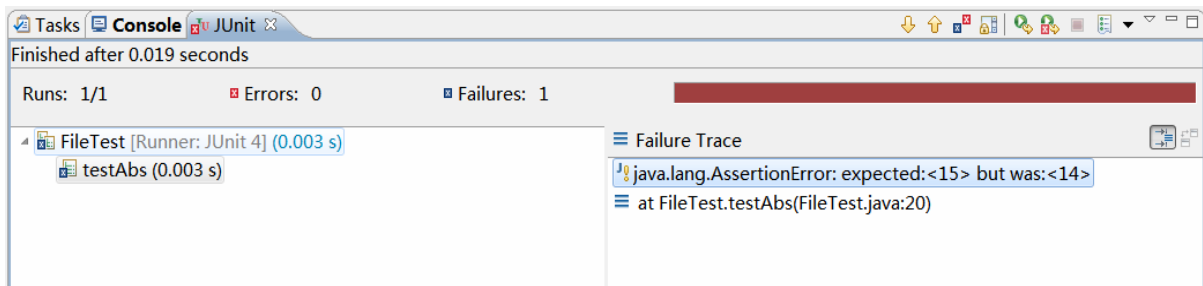 Tasks Console JUnit
Finished after 0.019 seconds
Runs: 1/1 Errors: 0 Failures: 1
FileTest [Runner: JUnit 4] (0.003 s)
testAbs (0.003 s)
Failure Trace
java.lang.AssertionError: expected:<15> but was:<14>
at FileTest.testAbs(FileTest.java:20)